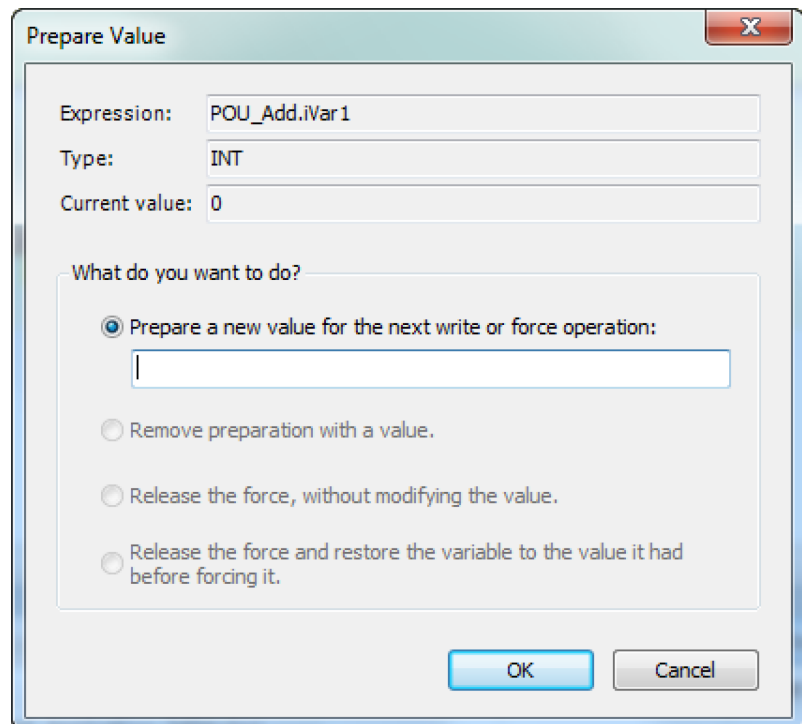 Prepare Value
Expression: POU_Add.iVar1
Type: INT
Current value: 0
What do you want to do?
Prepare a new value for the next write or force operation:
Remove preparation with a value.
Release the force, without modifying the value.
Release the force and restore the variable to the value it had
before forcing it.
OK Cancel